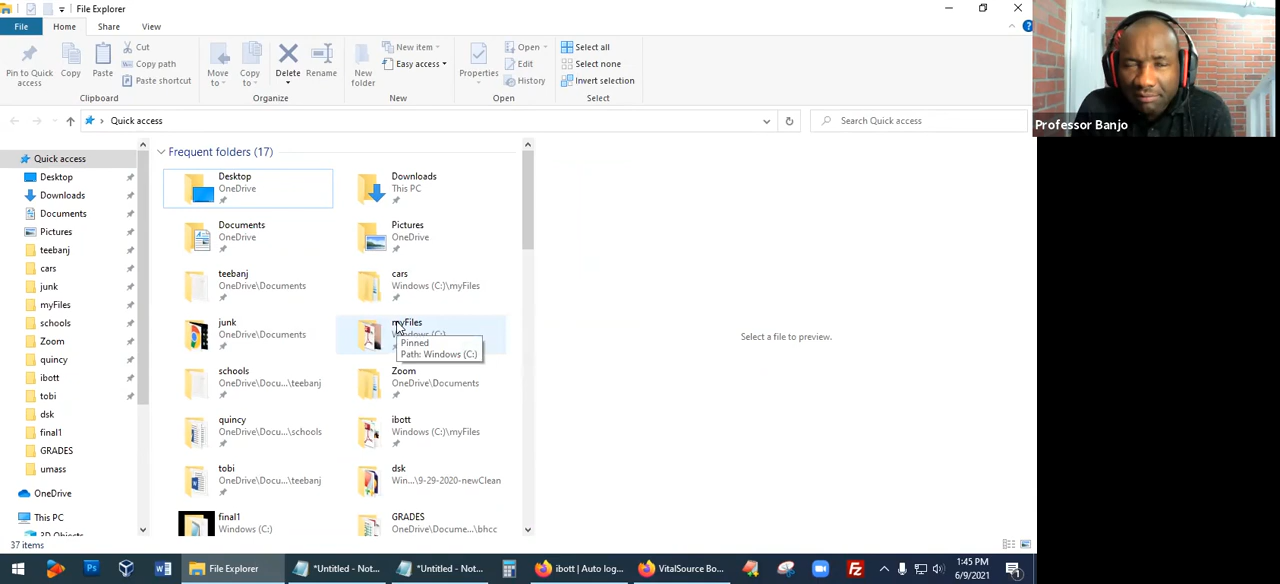 File Explorer
File
Home
Share
View
Pin to Quick
access
Copy
Paste
Cut
Copy path
Paste shortcut
Clipboard
Move
to
Copy
to
Delete
Rename
Organize
New
folder
New item
Easy access
New
Properties
Open
Edit
History
Open
Select all
Select none
Invert selection
Select
Quick access
Search Quick access
Quick access
Desktop
Downloads
Documents
Pictures
teebanj
cars
junk
myFiles
schools
Zoom
quincy
ibott
tobi
dsk
final1
GRADES
umass
OneDrive
This PC
3D Objects
Frequent folders (17)
Desktop
OneDrive
Downloads
This PC
Documents
OneDrive
Pictures
OneDrive
teebanj
OneDrive\Documents
cars
Windows (C:)\myFiles
junk
OneDrive\Documents
myFiles
Windows (C:)
Pinned
Path: Windows (C:)
schools
OneDrive\Docu...\teebanj
Zoom
OneDrive\Documents
quincy
OneDrive\Docu...\schools
ibott
Windows (C:)\myFiles
tobi
OneDrive\Docu...\teebanj
dsk
Win...\9-29-2020-newClean
final1
Windows (C:)
GRADES
OneDrive\Docume...\bhcc
Select a file to preview.
37 items
Professor Banjo
File Explorer
*Untitled - Not...
*Untitled - Not...
ibott | Auto log...
VitalSource Bo...
1:45 PM
6/9/2021
1